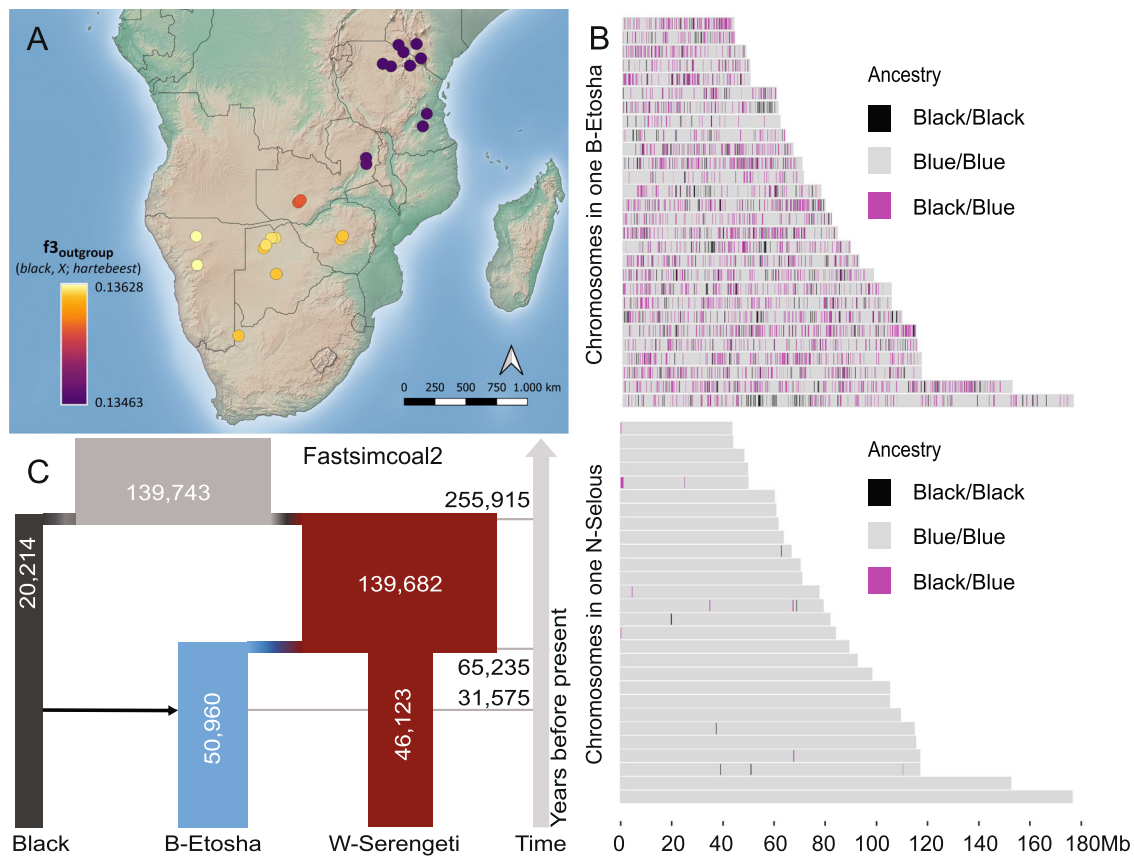 A
f3outgroup
(black, X; hartebeest)
0.13628
0.13463
0 250 500 750 1.000 km
B
Chromosomes in one B-Etosha
Ancestry
Black/Black
Blue/Blue
Black/Blue
Chromosomes in one N-Selous
Ancestry
Black/Black
Blue/Blue
Black/Blue
0 20 40 60 80 100 120 140 160 180Mb
C
Fastsimcoal2
139,743
255,915
20,214
139,682
65,235
31,575
50,960
46,123
Years before present
Black B-Etosha W-Serengeti Time